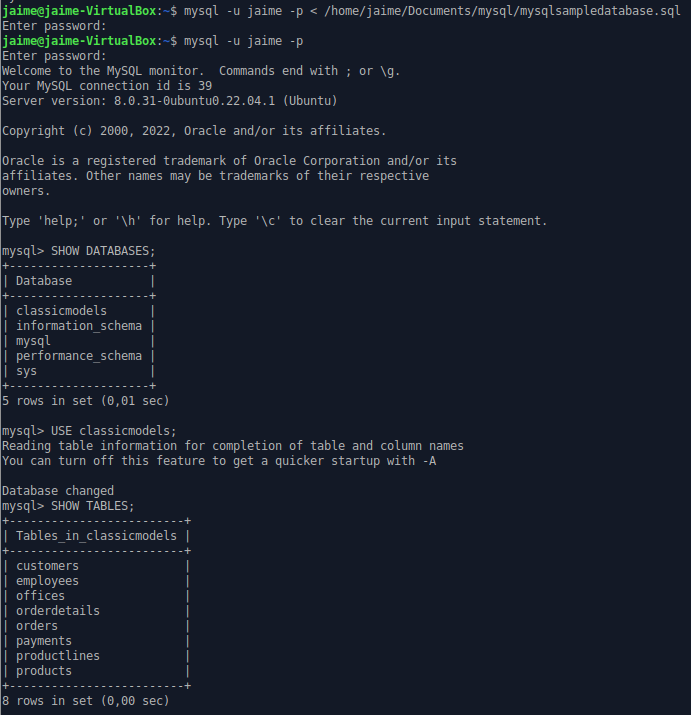 jaime@jaime-VirtualBox:~$ mysql -u jaime -p < /home/jaime/Documents/mysql/mysqlsampledatabase.sql
Enter password:
jaime@jaime-VirtualBox:~$ mysql -u jaime -p
Enter password:
Welcome to the MySQL monitor.  Commands end with ; or \g.
Your MySQL connection id is 39
Server version: 8.0.31-0ubuntu0.22.04.1 (Ubuntu)

Copyright (c) 2000, 2022, Oracle and/or its affiliates.

Oracle is a registered trademark of Oracle Corporation and/or its
affiliates. Other names may be trademarks of their respective
owners.

Type 'help;' or '\h' for help. Type '\c' to clear the current input statement.

mysql> SHOW DATABASES;
+--------------------+
| Database           |
+--------------------+
| classicmodels      |
| information_schema |
| mysql              |
| performance_schema |
| sys                |
+--------------------+
5 rows in set (0,01 sec)

mysql> USE classicmodels;
Reading table information for completion of table and column names
You can turn off this feature to get a quicker startup with -A

Database changed
mysql> SHOW TABLES;
+-------------------------+
| Tables_in_classicmodels |
+-------------------------+
| customers               |
| employees               |
| offices                 |
| orderdetails            |
| orders                  |
| payments                |
| productlines            |
| products                |
+-------------------------+
8 rows in set (0,00 sec)